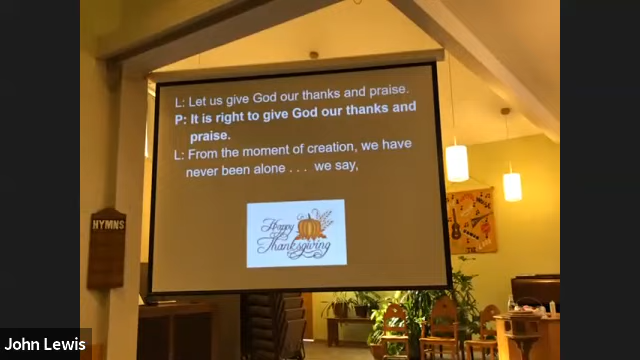 L: Let us give God our thanks and praise.
P: It is right to give God our thanks and
praise.
L: From the moment of creation, we have
never been alone . . . we say,
Happy
Thanksgiving
HYMNS
John Lewis